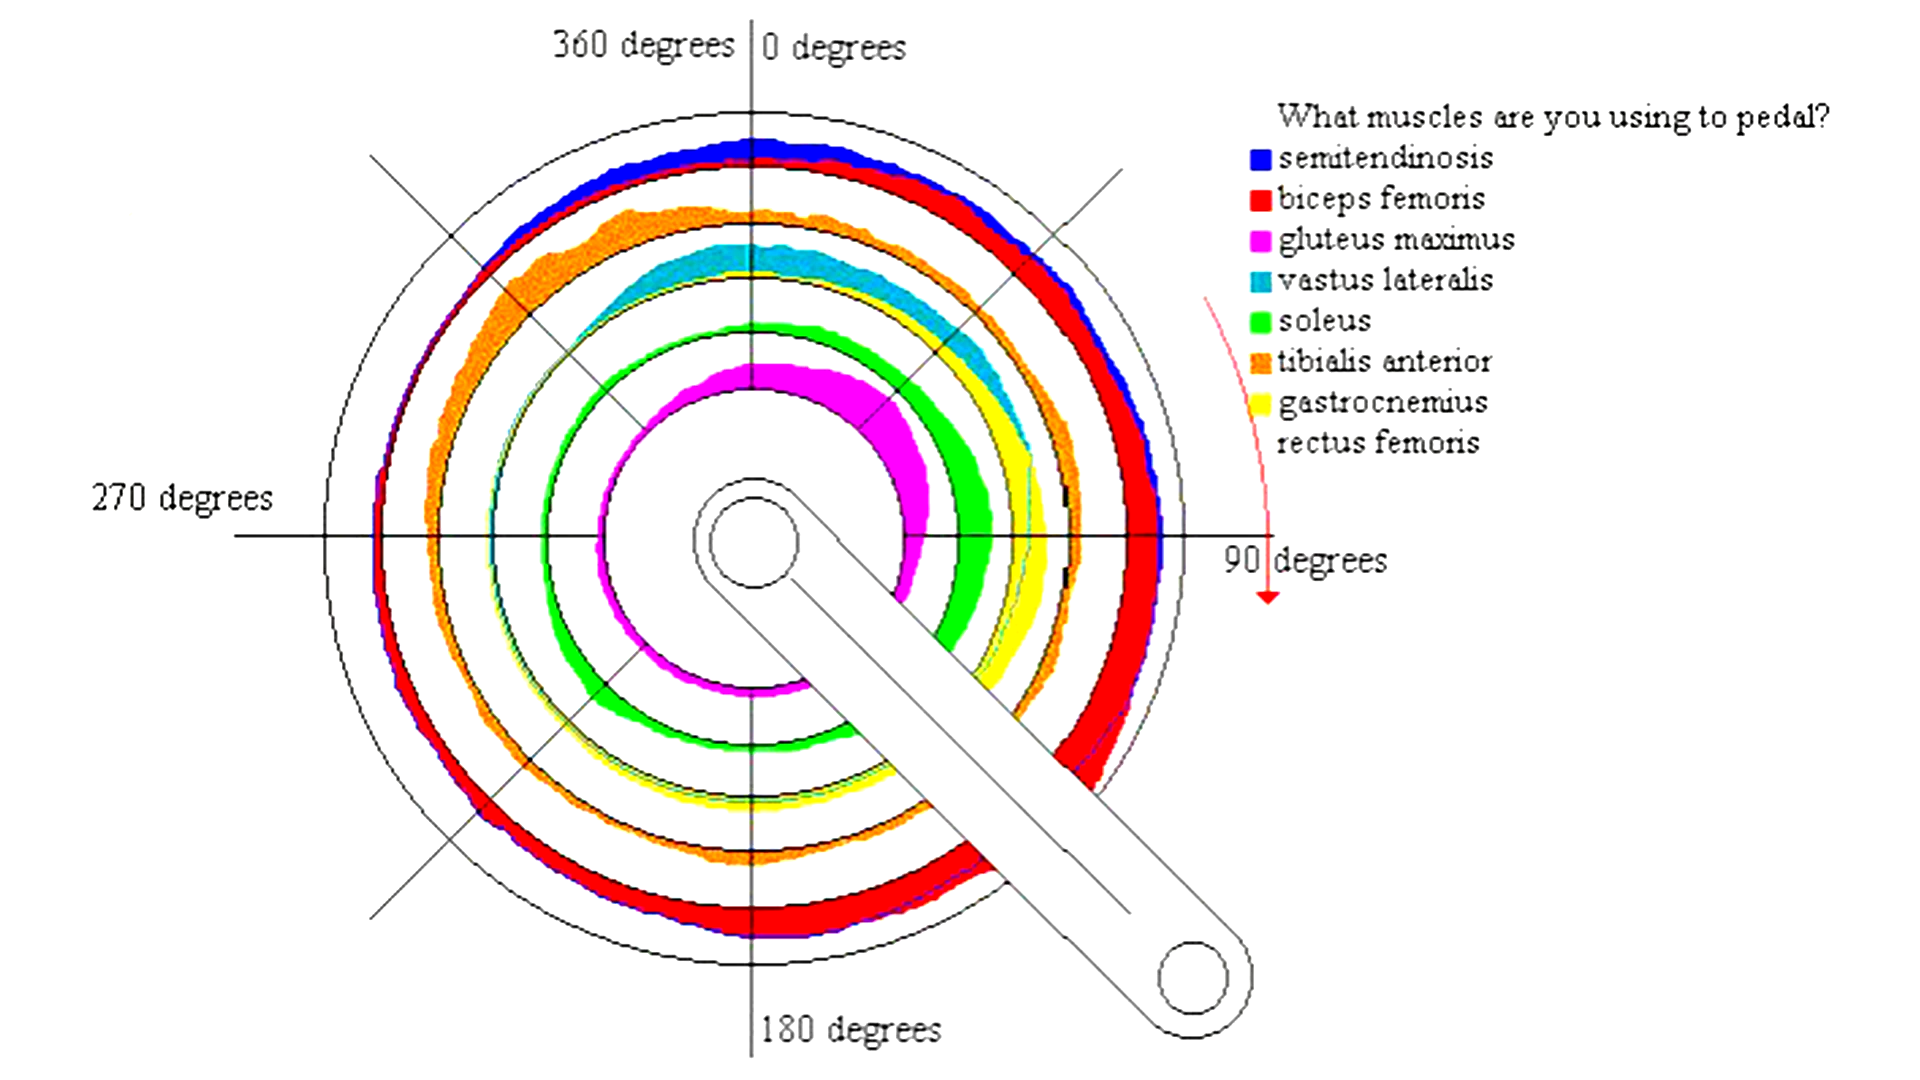 360 degrees
0 degrees
What muscles are you using to pedal?
semitendinosis
biceps femoris
gluteus maximus
vastus lateralis
soleus
tibialis anterior
gastrocnemius
rectus femoris
270 degrees
90 degrees
180 degrees